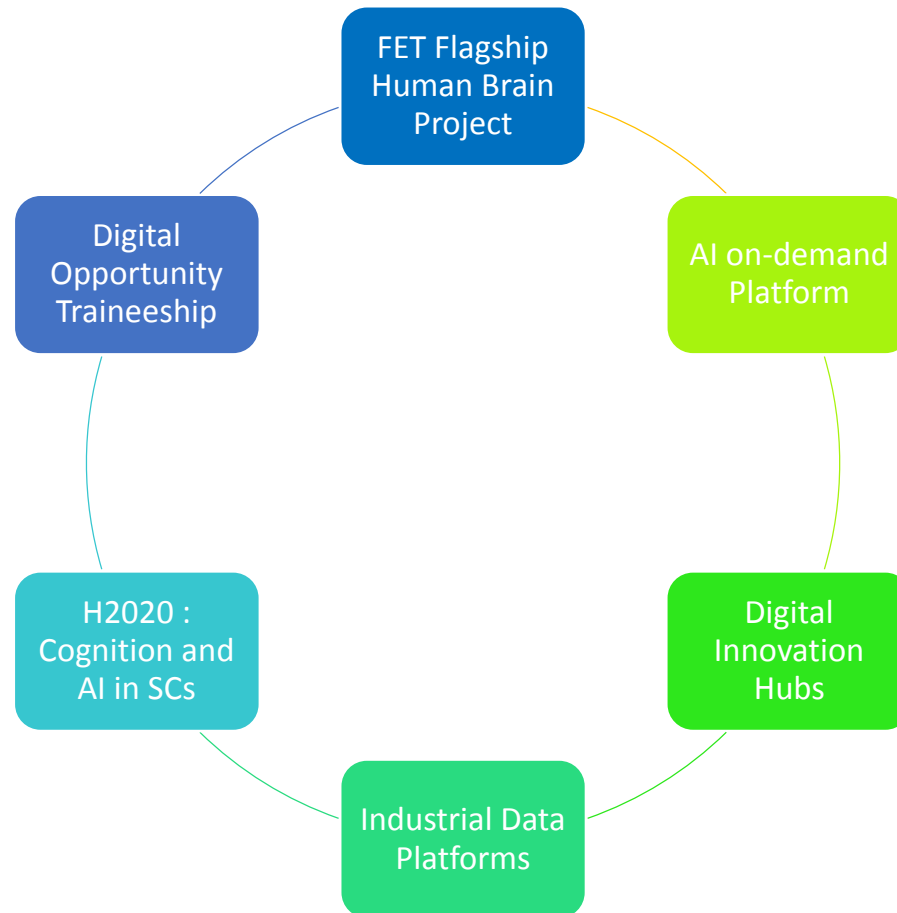 FET Flagship
Human Brain
Project
AI on-demand
Platform
Digital
Innovation
Hubs
Industrial Data
Platforms
H2020 :
Cognition and
AI in SCs
Digital
Opportunity
Traineeship